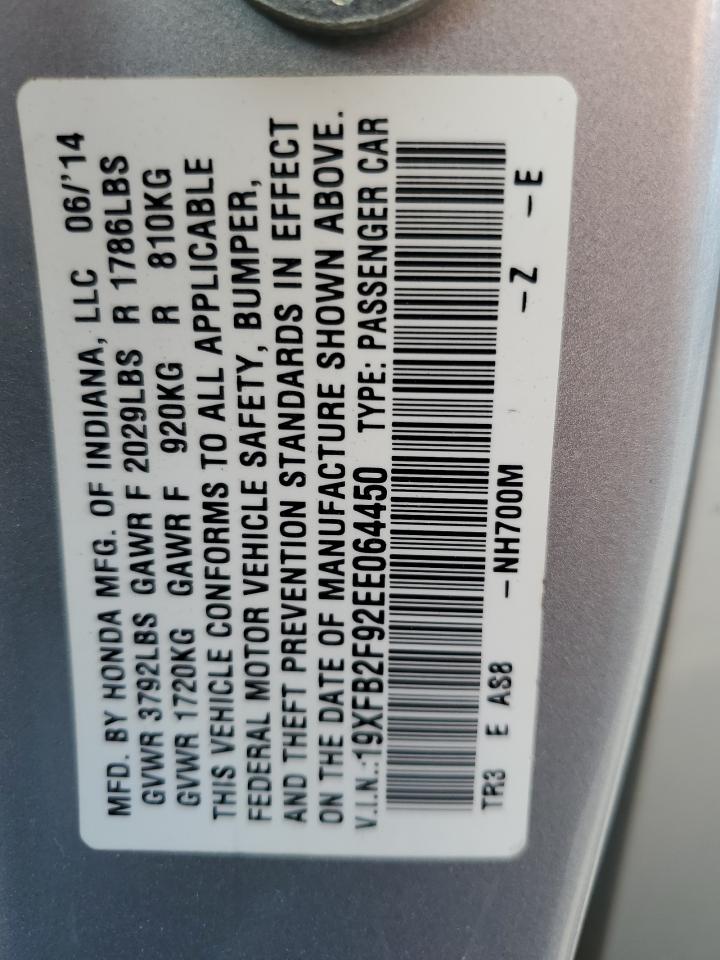 MFD. BY HONDA MFG. OF INDIANA, LLC 06/'14
GVWR 3792LBS GAWR F 2029LBS R 1786LBS
GVWR 1720KG GAWR F 920KG R 810KG
THIS VEHICLE CONFORMS TO ALL APPLICABLE
FEDERAL MOTOR VEHICLE SAFETY, BUMPER,
AND THEFT PREVENTION STANDARDS IN EFFECT
ON THE DATE OF MANUFACTURE SHOWN ABOVE.
V.I.N.:19XFB2F92EE064450 TYPE: PASSENGER CAR
TR3 E AS8 -NH700M -Z -E